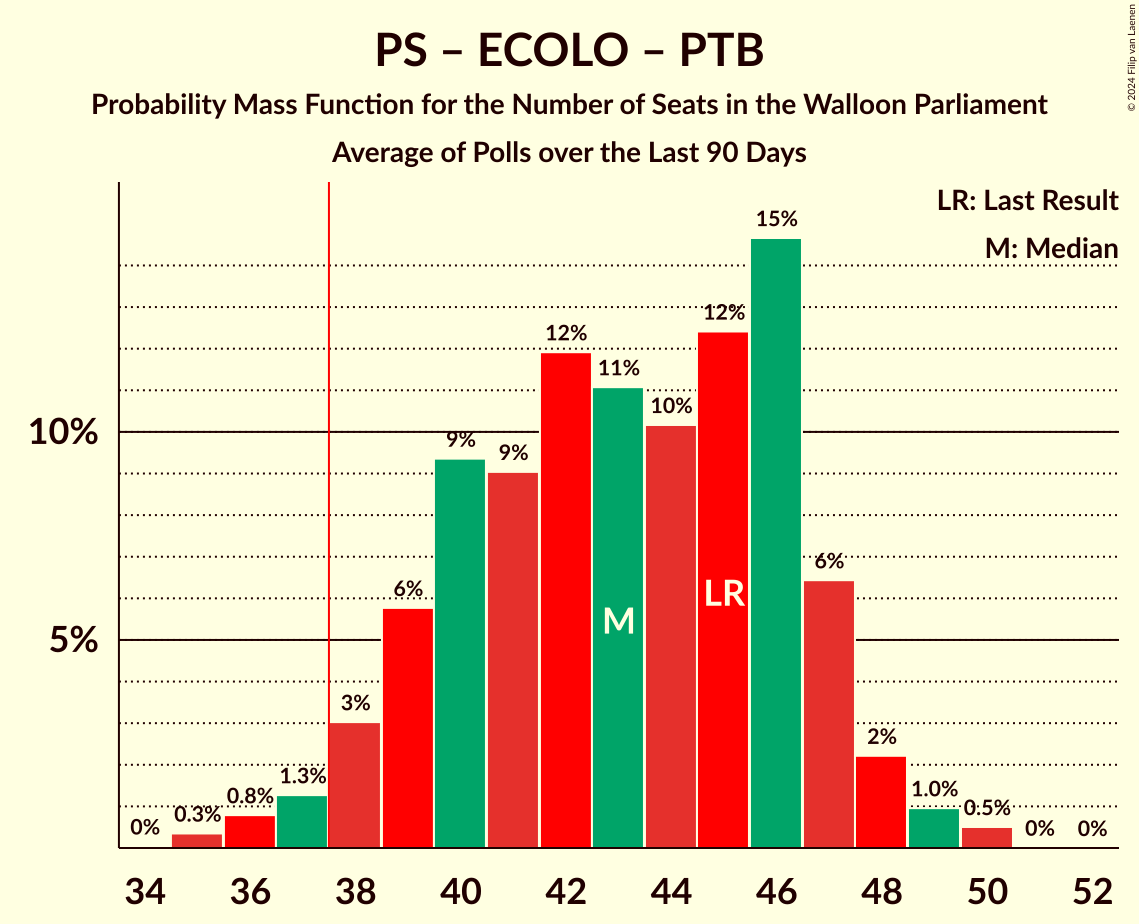 PS – ECOLO – PTB
Probability Mass Function for the Number of Seats in the Walloon Parliament
Average of Polls over the Last 90 Days
© 2024 Filip van Laenen
LR: Last Result
M: Median
10%
5%
0%
0.3%
0.8%
1.3%
3%
6%
9%
9%
12%
11%
10%
12%
15%
6%
2%
1.0%
0.5%
0%
0%
M
LR
34 36 38 40 42 44 46 48 50 52